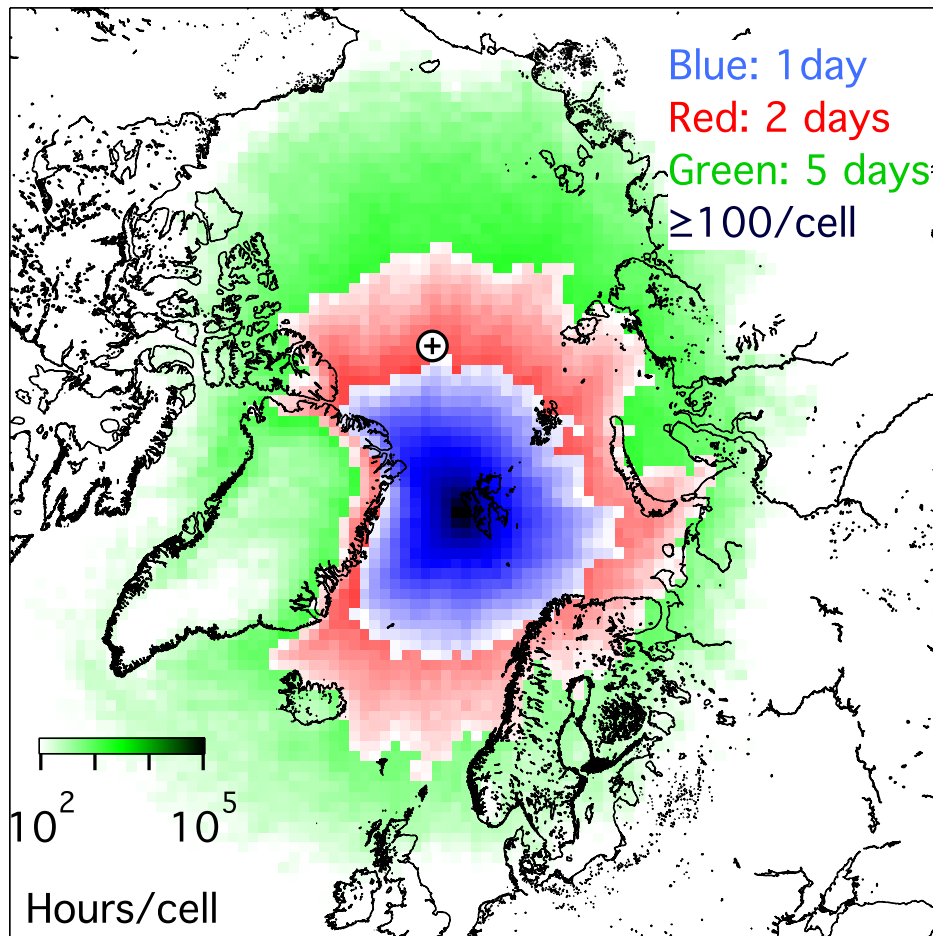 Blue: 1day
Red: 2 days
Green: 5 days
≥100/cell
10² 10⁵
Hours/cell